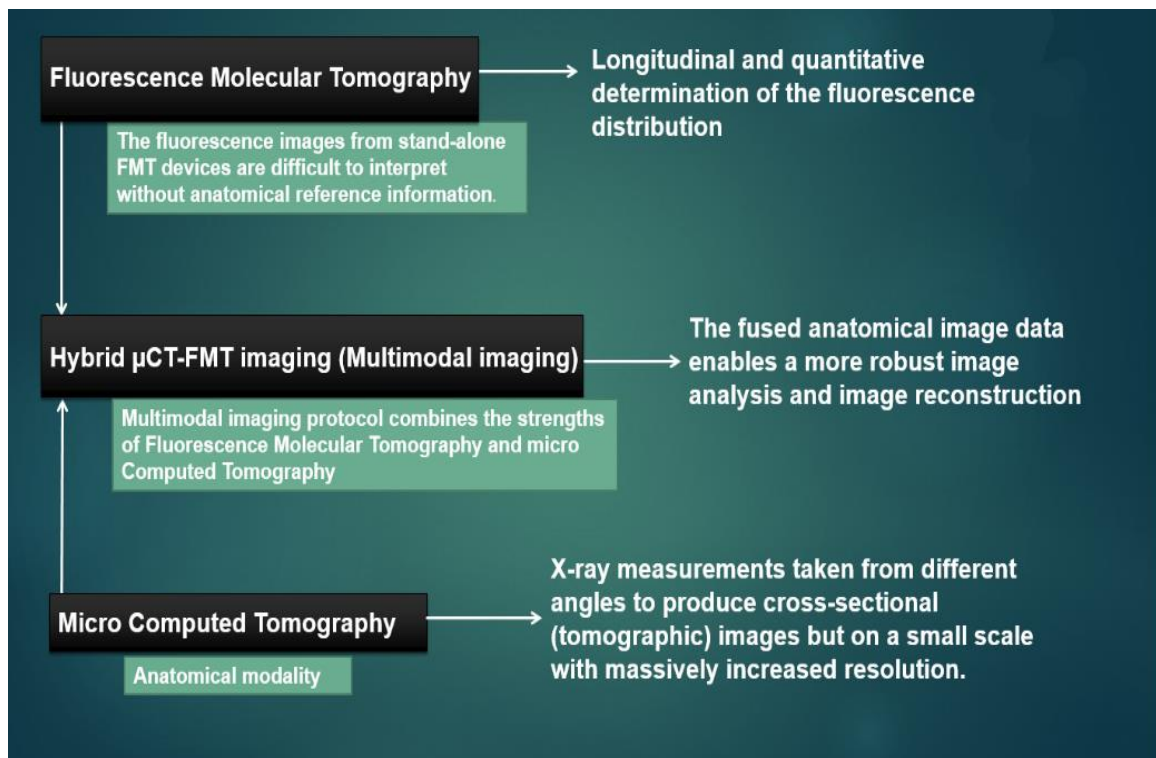 Fluorescence Molecular Tomography
Longitudinal and quantitative
determination of the fluorescence
distribution
The fluorescence images from stand-alone
FMT devices are difficult to interpret
without anatomical reference information.
Hybrid µCT-FMT imaging (Multimodal imaging)
The fused anatomical image data
enables a more robust image
analysis and image reconstruction
Multimodal imaging protocol combines the strengths
of Fluorescence Molecular Tomography and micro
Computed Tomography
Micro Computed Tomography
X-ray measurements taken from different
angles to produce cross-sectional
(tomographic) images but on a small scale
with massively increased resolution.
Anatomical modality